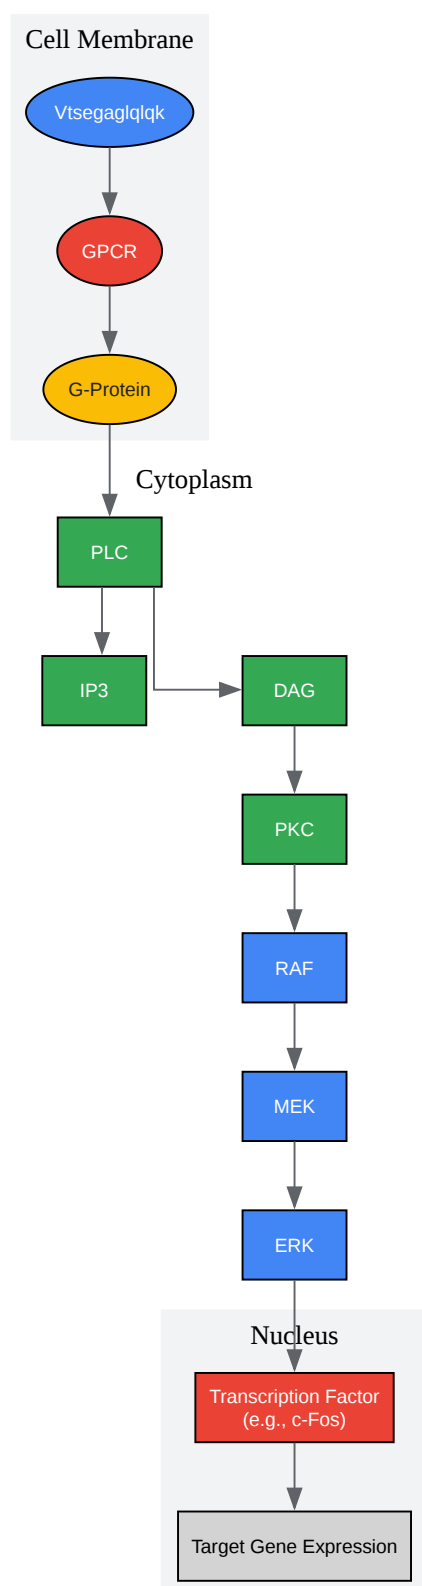 Cell Membrane
Vtsegaglqlqk
GPCR
G-Protein
Cytoplasm
PLC
IP3
DAG
PKC
RAF
MEK
ERK
Nucleus
Transcription Factor
(e.g., c-Fos)
Target Gene Expression